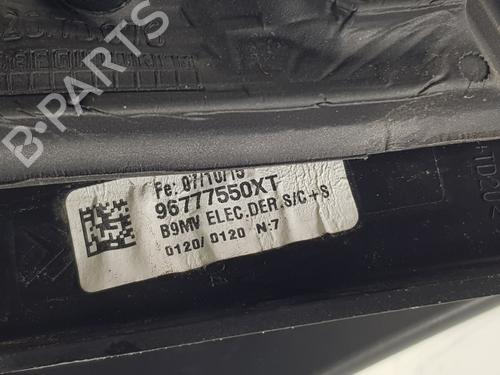 B-PARTS
Fe: 07/10/15
96777550XT
B9MV ELEC.DER S/C.+S
0120/ 0120 N:7